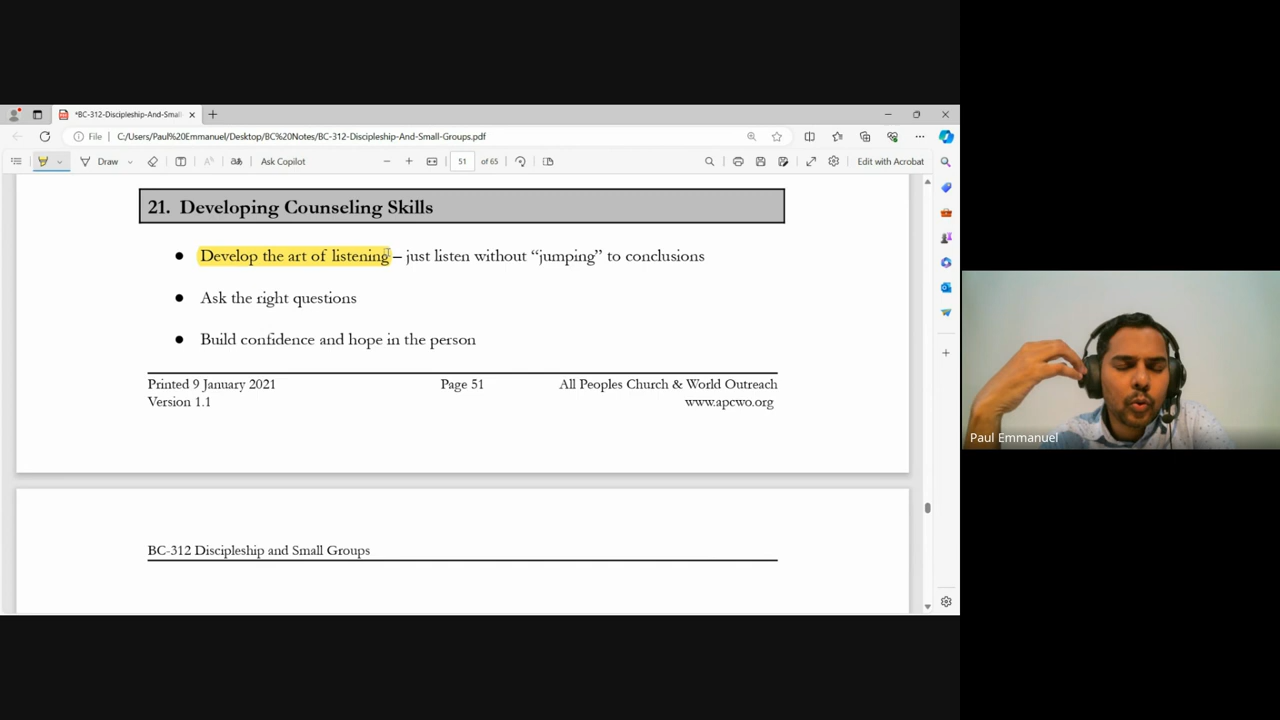 *BC-312-Discipleship-And-Smal
File
C:/Users/Paul%20Emmanuel/Desktop/BC%20Notes/BC-312-Discipleship-And-Small-Groups.pdf
Draw
Ask Copilot
51
of 65
Edit with Acrobat
21. Developing Counseling Skills
● Develop the art of listening – just listen without “jumping” to conclusions
● Ask the right questions
● Build confidence and hope in the person
Printed 9 January 2021 Page 51 All Peoples Church & World Outreach
Version 1.1 www.apcwo.org
BC-312 Discipleship and Small Groups
Paul Emmanuel